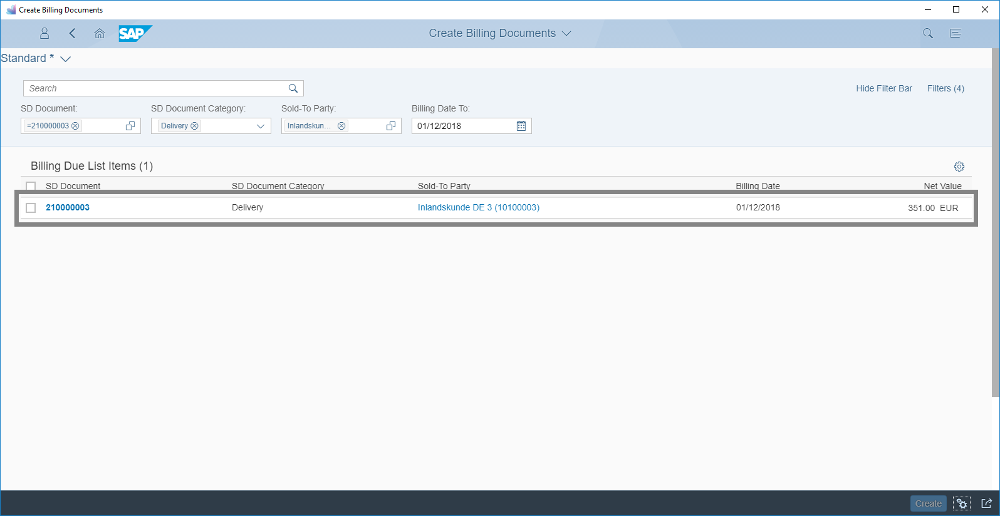 Create Billing Documents
SAP Create Billing Documents
Standard *
Search Hide Filter Bar Filters (4)
SD Document: SD Document Category: Sold-To Party: Billing Date To:
=210000003 Delivery Inlandskun... 01/12/2018
Billing Due List Items (1)
SD Document SD Document Category Sold-To Party Billing Date Net Value
210000003 Delivery Inlandskunde DE 3 (10100003) 01/12/2018 351.00 EUR
Create